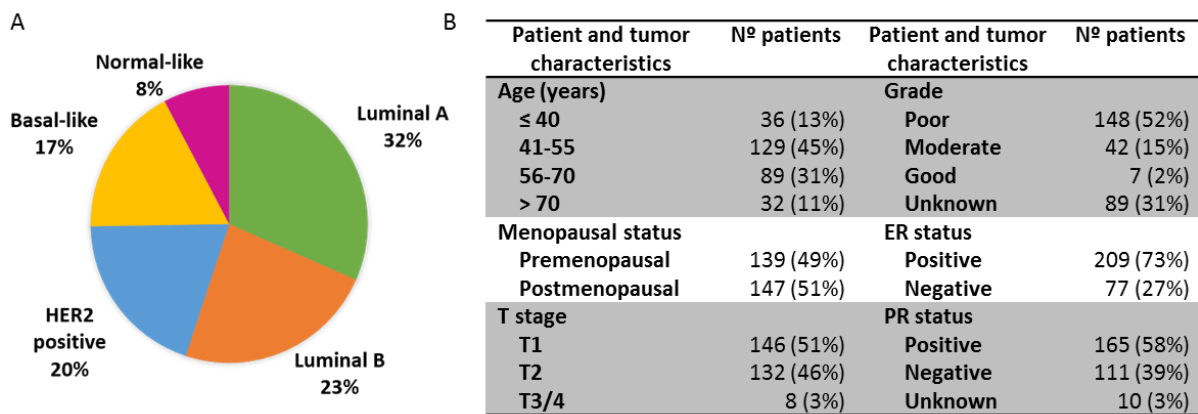 A
Normal-like
8%
Luminal A
32%
Basal-like
17%
HER2
positive
20%
Luminal B
23%
B
Patient and tumor characteristics Nº patients Patient and tumor characteristics Nº patients
Age (years) Grade
≤ 40 36 (13%) Poor 148 (52%)
41-55 129 (45%) Moderate 42 (15%)
56-70 89 (31%) Good 7 (2%)
> 70 32 (11%) Unknown 89 (31%)
Menopausal status ER status
Premenopausal 139 (49%) Positive 209 (73%)
Postmenopausal 147 (51%) Negative 77 (27%)
T stage PR status
T1 146 (51%) Positive 165 (58%)
T2 132 (46%) Negative 111 (39%)
T3/4 8 (3%) Unknown 10 (3%)